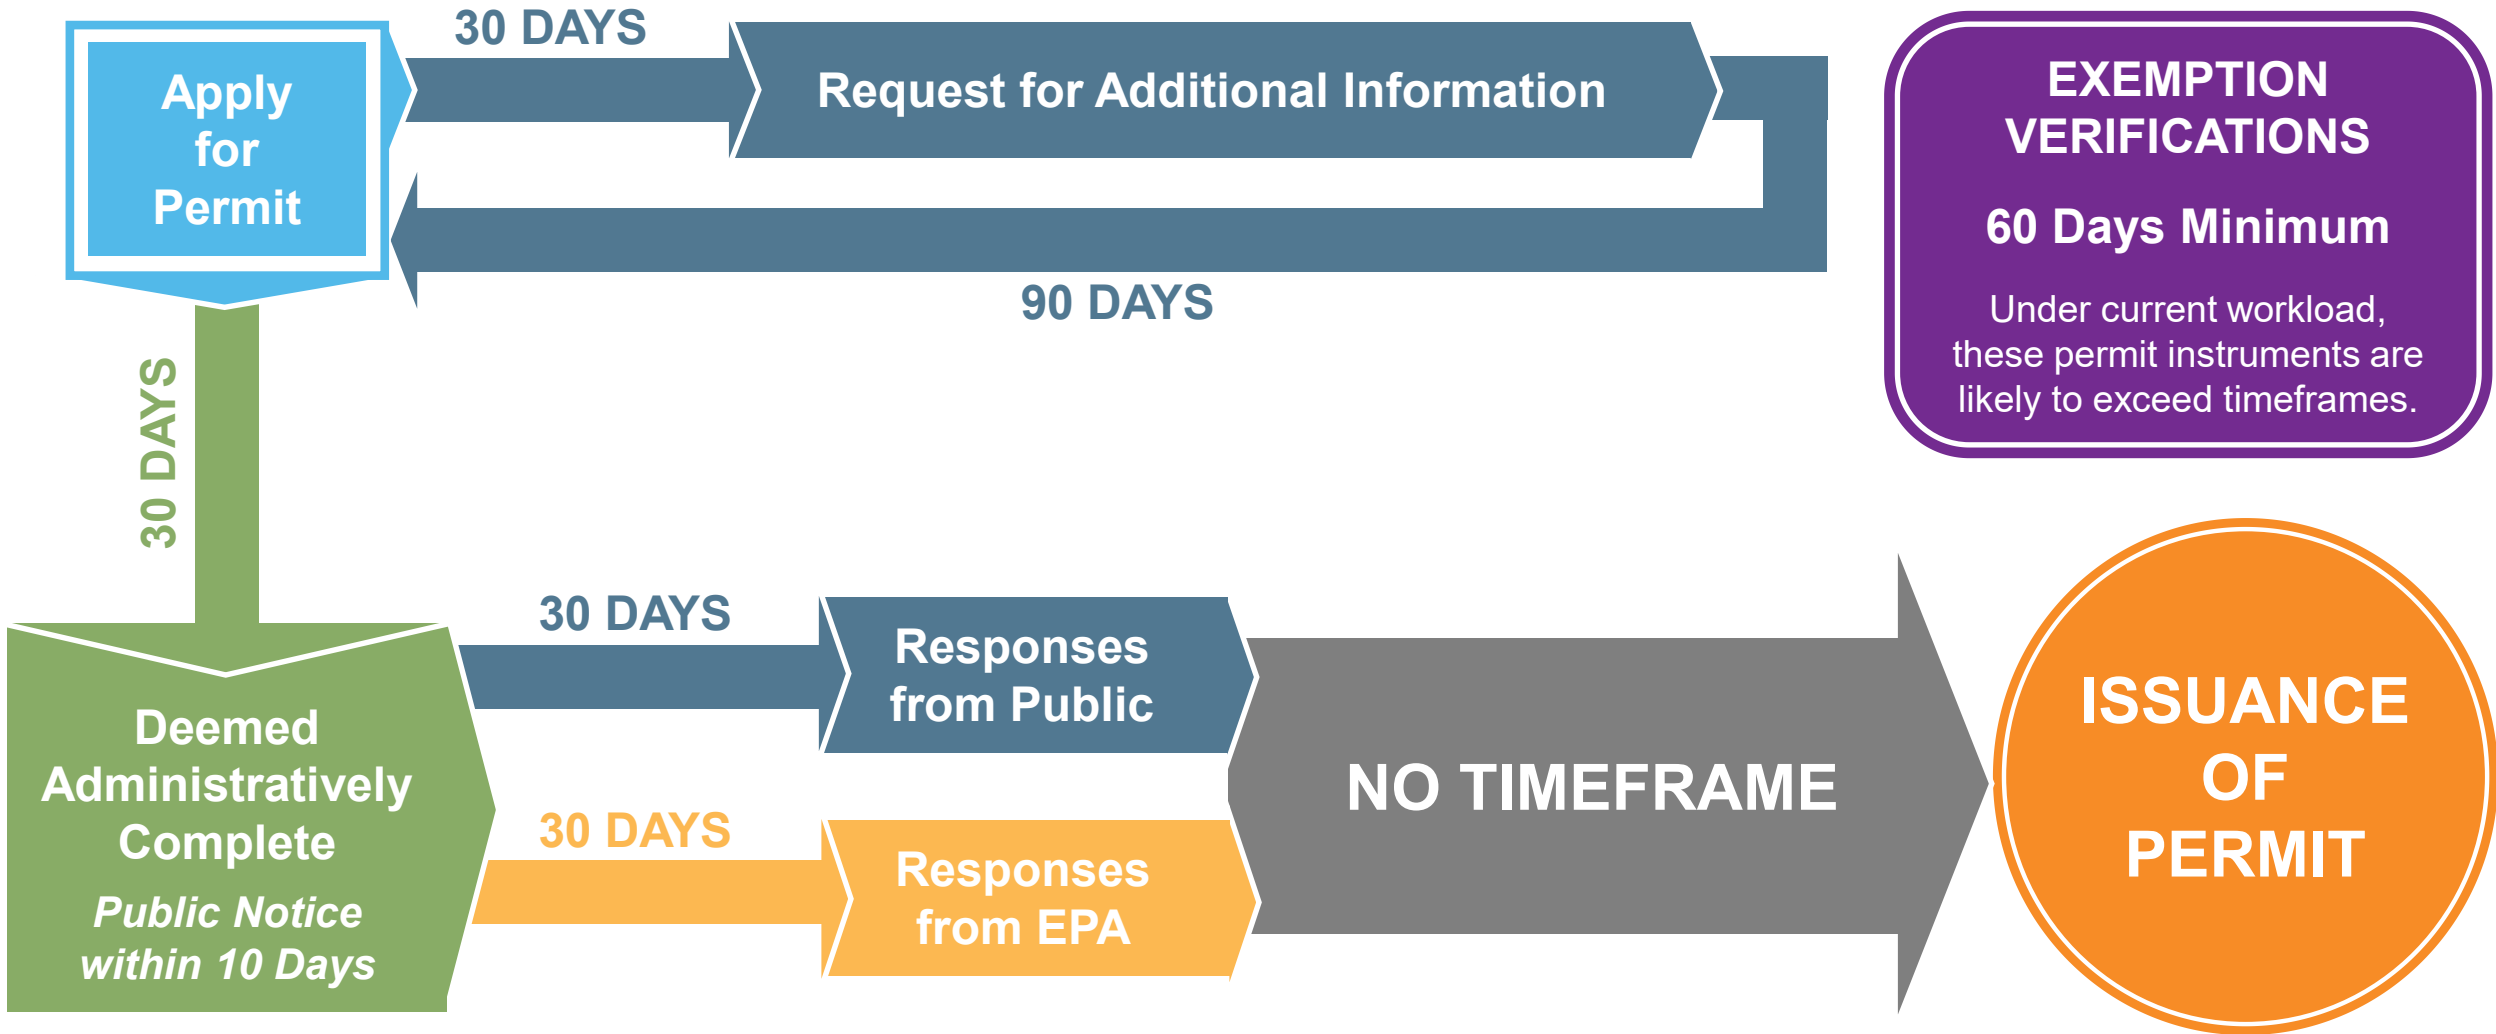 30 DAYS
Apply
for
Permit
Request for Additional Information
90 DAYS
EXEMPTION
VERIFICATIONS
60 Days Minimum
Under current workload,
these permit instruments are
likely to exceed timeframes.
30 DAYS
Deemed
Administratively
Complete
Public Notice
within 10 Days
30 DAYS
Responses
from Public
30 DAYS
Responses
from EPA
NO TIMEFRAME
ISSUANCE
OF
PERMIT